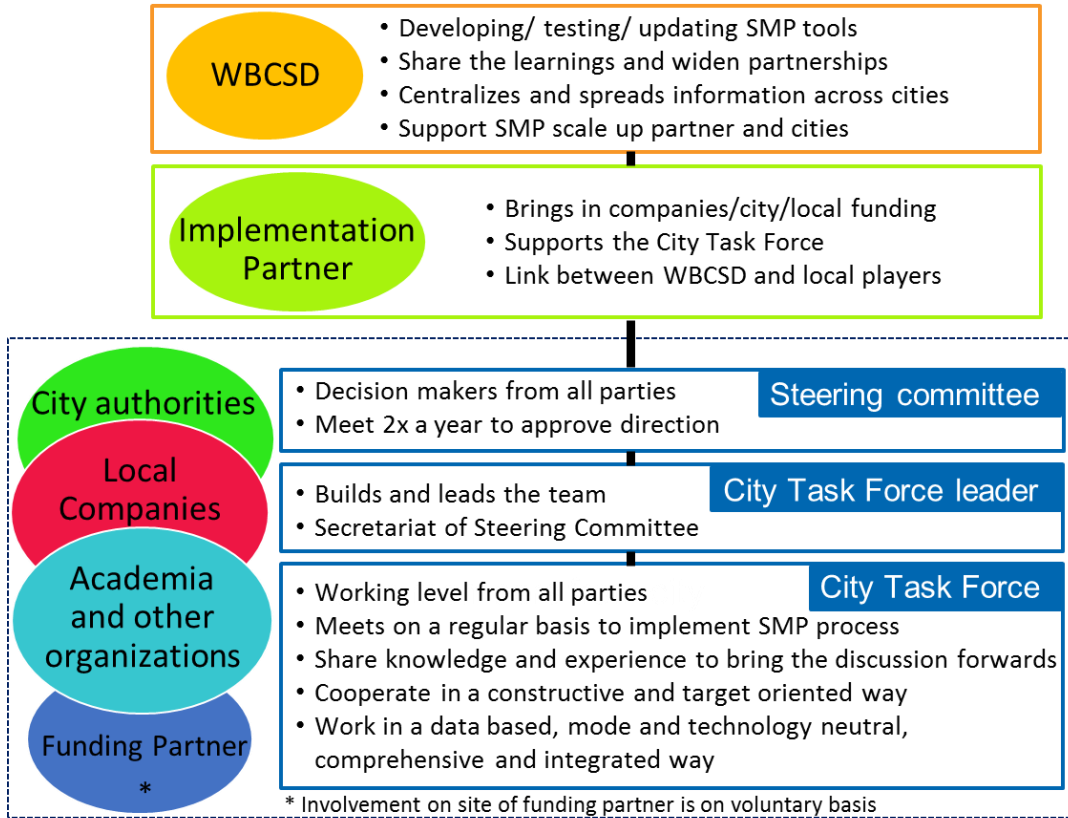 WBCSD
• Developing/ testing/ updating SMP tools
• Share the learnings and widen partnerships
• Centralizes and spreads information across cities
• Support SMP scale up partner and cities
Implementation
Partner
• Brings in companies/city/local funding
• Supports the City Task Force
• Link between WBCSD and local players
City authorities
Local
Companies
Academia
and other
organizations
Funding Partner
*
Steering committee
• Decision makers from all parties
• Meet 2x a year to approve direction
City Task Force leader
• Builds and leads the team
• Secretariat of Steering Committee
City Task Force
• Working level from all parties
• Meets on a regular basis to implement SMP process
• Share knowledge and experience to bring the discussion forwards
• Cooperate in a constructive and target oriented way
• Work in a data based, mode and technology neutral,
comprehensive and integrated way
* Involvement on site of funding partner is on voluntary basis